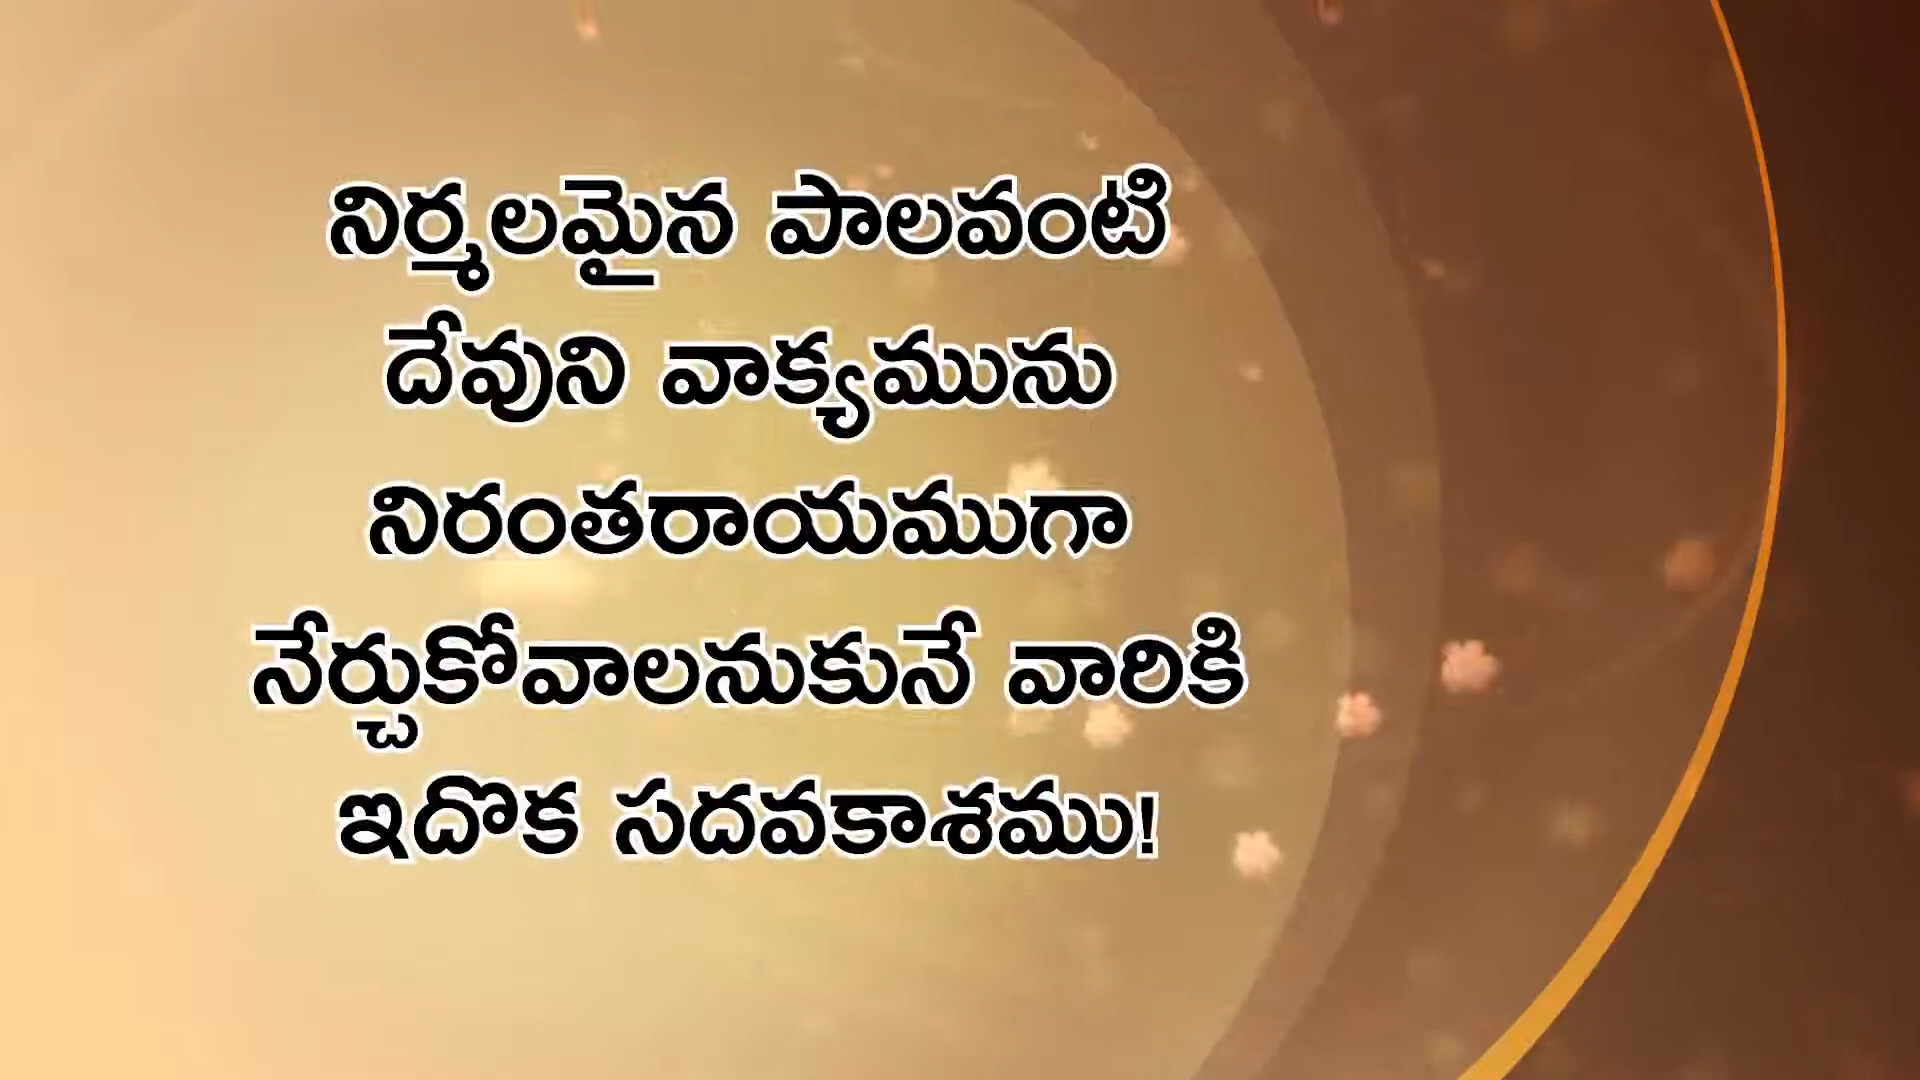 నిర్మలమైన పాలవంటి
దేవుని వాక్యమును
నిరంతరాయముగా
నేర్చుకోవాలనుకునే వారికి
ఇదొక సదవకాశము!